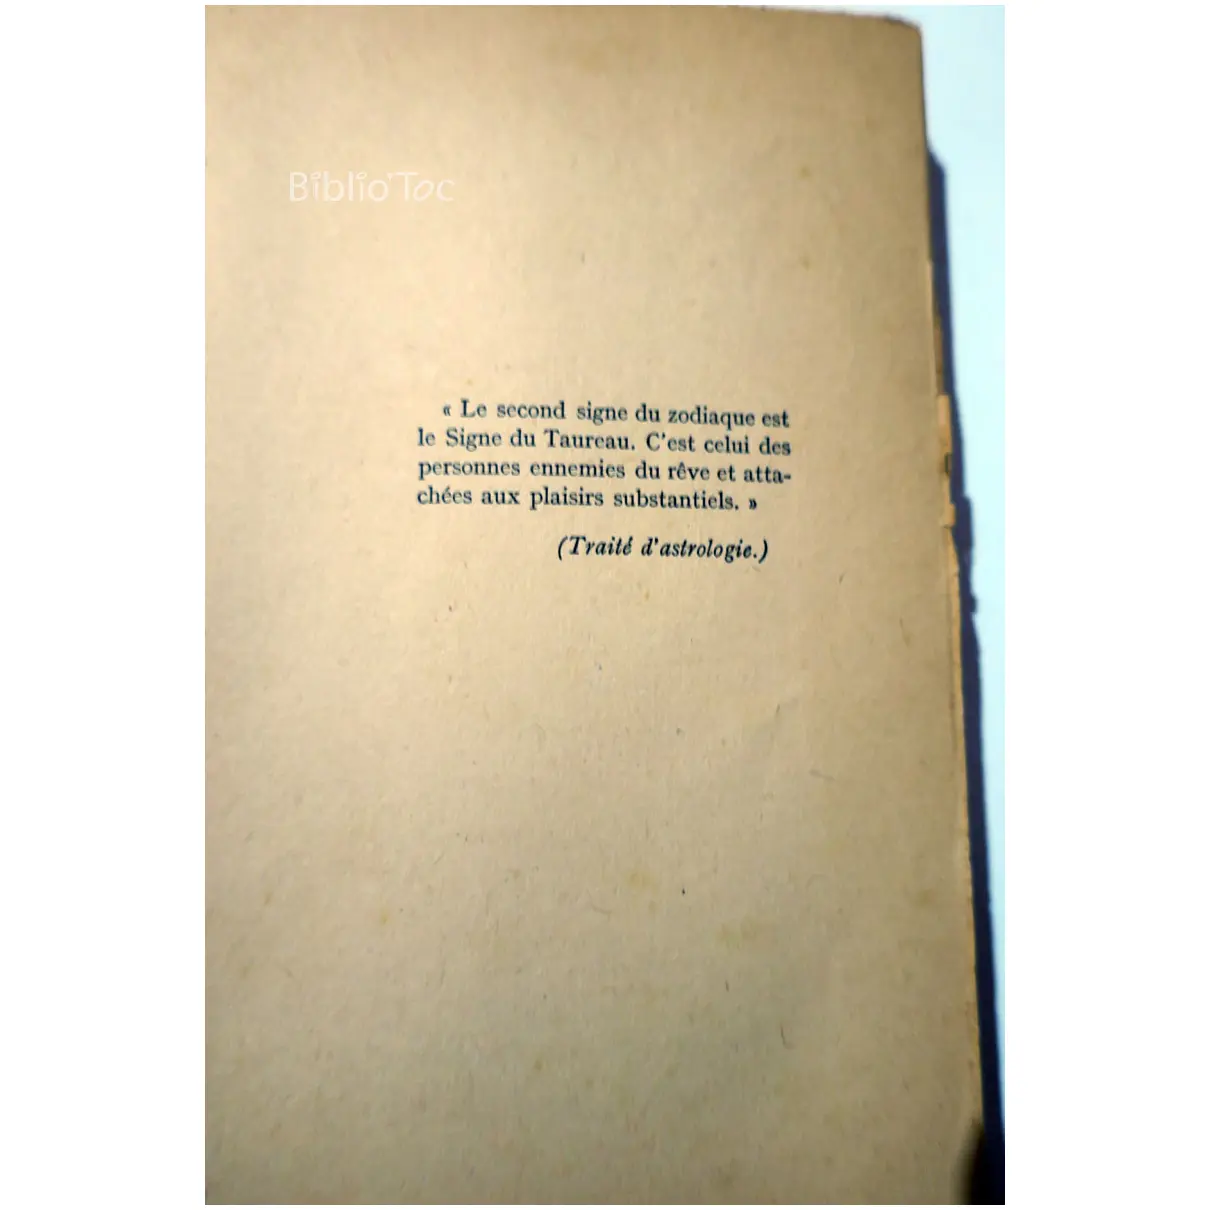 Biblio'Toc
« Le second signe du zodiaque est
le Signe du Taureau. C'est celui des
personnes ennemies du rêve et atta-
chées aux plaisirs substantiels. »
(Traité d'astrologie.)